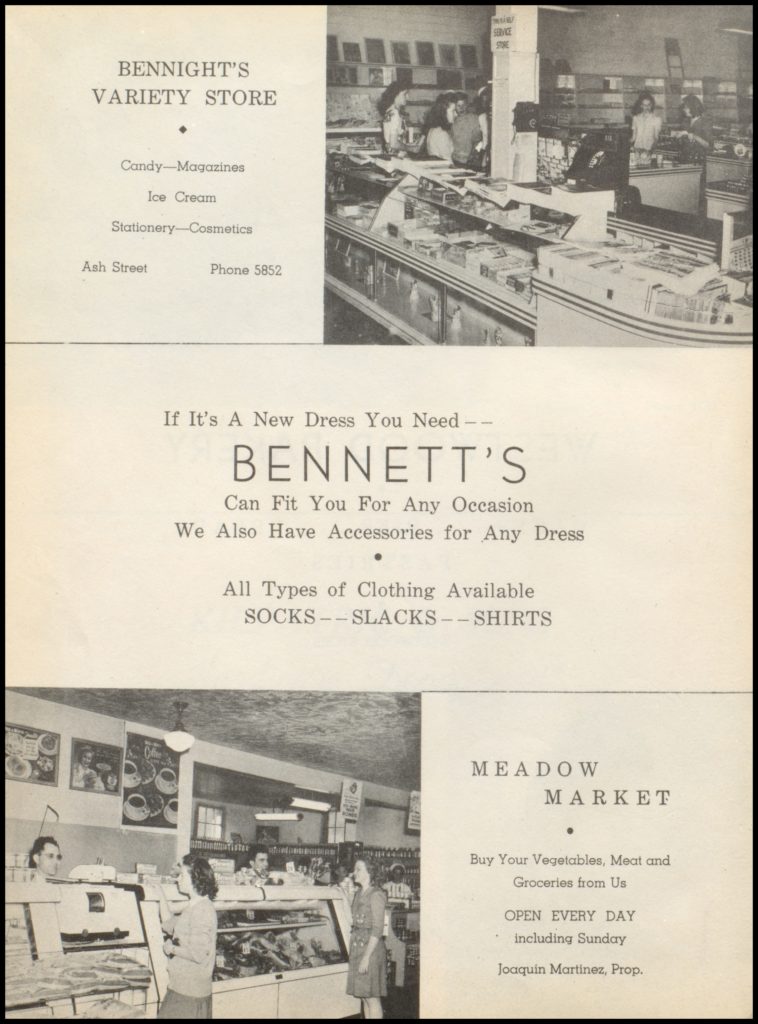 BENNIGHT'S
VARIETY STORE
Candy—Magazines
Ice Cream
Stationery—Cosmetics
Ash Street Phone 5852
SERVICE
STORE
If It's A New Dress You Need--
BENNETT'S
Can Fit You For Any Occasion
We Also Have Accessories for Any Dress
All Types of Clothing Available
SOCKS--SLACKS--SHIRTS
Coffee
MEADOW
MARKET
Buy Your Vegetables, Meat and
Groceries from Us
OPEN EVERY DAY
including Sunday
Joaquin Martinez, Prop.